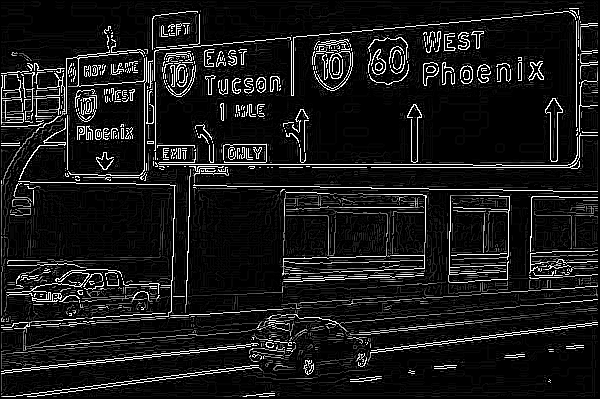 HOV LANE
10 WEST
Phoenix
LEFT
10 EAST
Tucson
1 MILE
EXIT ONLY
10 60 WEST
Phoenix